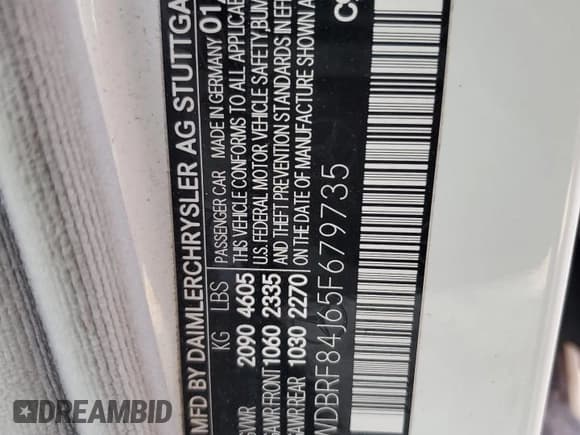 MFD BY DAIMLERCHRYSLER AG STUTTGA
KG LBS PASSENGER CAR MADE IN GERMANY 01
GVWR 2090 4605 THIS VEHICLE CONFORMS TO ALL APPLICAB
GAWR FRONT 1060 2335 U.S. FEDERAL MOTOR VEHICLE SAFETY, BUM
GAWR REAR 1030 2270 AND THEFT PREVENTION STANDARDS IN EFF
ON THE DATE OF MANUFACTURE SHOWN A
WDBRF84J65F679735
EPICBIDAM